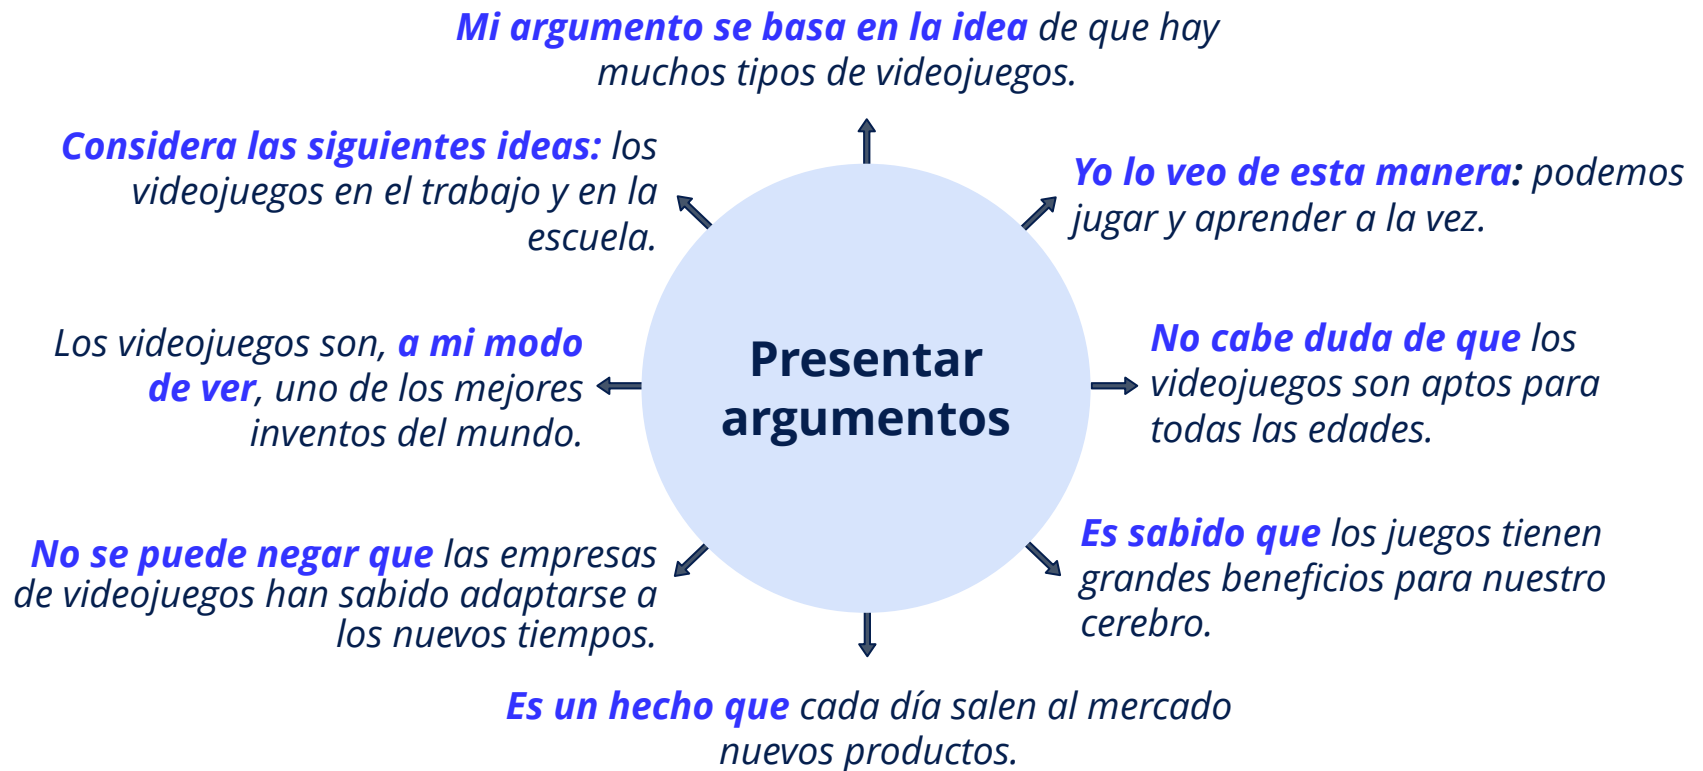 Mi argumento se basa en la idea de que hay
muchos tipos de videojuegos.
Considera las siguientes ideas: los
videojuegos en el trabajo y en la
escuela.
Yo lo veo de esta manera: podemos
jugar y aprender a la vez.
Los videojuegos son, a mi modo
de ver, uno de los mejores
inventos del mundo.
Presentar
argumentos
No cabe duda de que los
videojuegos son aptos para
todas las edades.
No se puede negar que las empresas
de videojuegos han sabido adaptarse a
los nuevos tiempos.
Es sabido que los juegos tienen
grandes beneficios para nuestro
cerebro.
Es un hecho que cada día salen al mercado
nuevos productos.